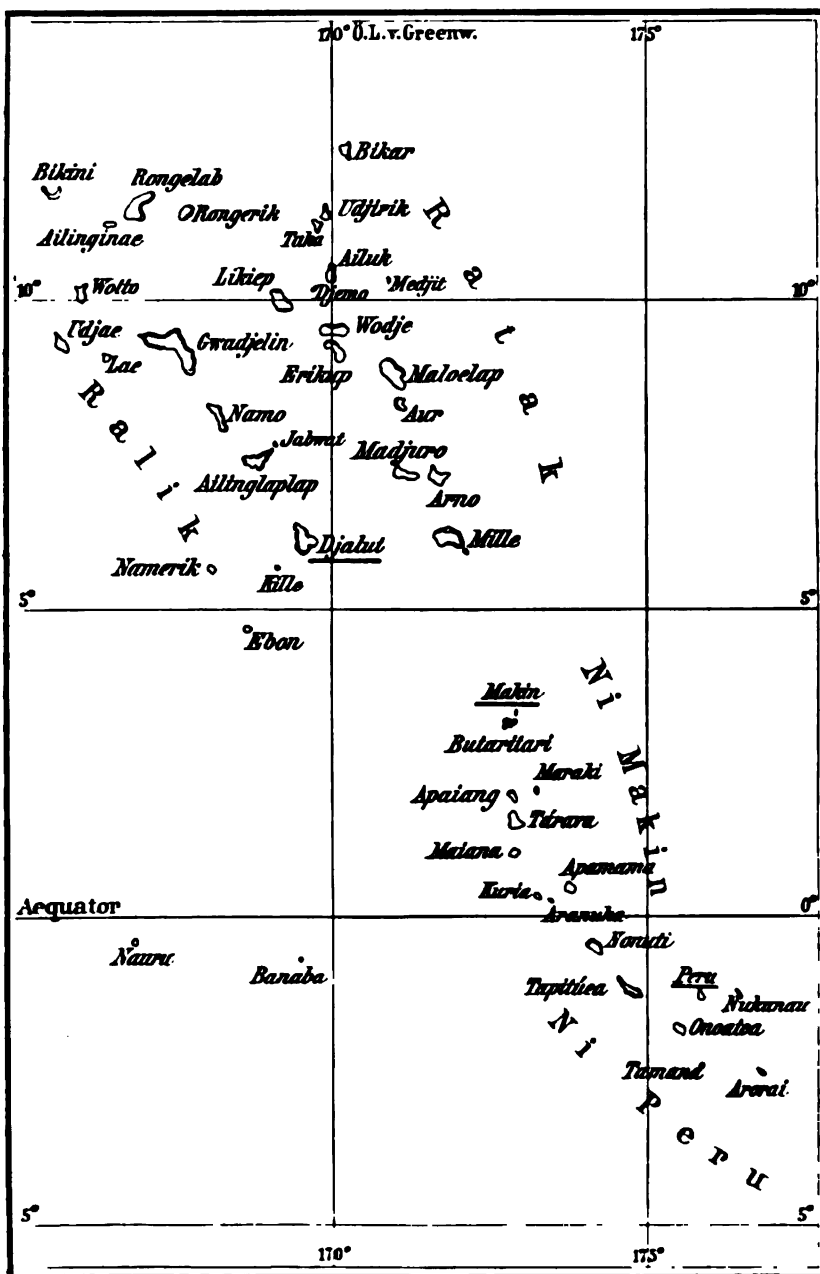 170° Ö.L.v.Greenw.
175°
Bikar
Bikini
Rongelab
Rongerik
Udjirik
Ailinginae
Tuka
Ratak
Ailuk
Likiep
Medjit
Djemo
10°
Wotto
10°
Udjae
Gwadjelin
Wodje
Lae
Erikup
Maloelap
Ralik
Namo
Aur
Jabwat
Madjuro
Ailinglaplap
Arno
Djalut
Mille
Namerik
Kille
5°
5°
Ebon
Makin
Ni Makin
Butaritari
Maraki
Apaiang
Tárara
Maiana
Apamama
Kuria
Aranuka
Aequator
0°
Nauru
Banaba
Nonuti
Peru
Tapitúea
Nukunau
Onoatoa
Ni Peru
Tamand
Arorai
5°
5°
170°
175°